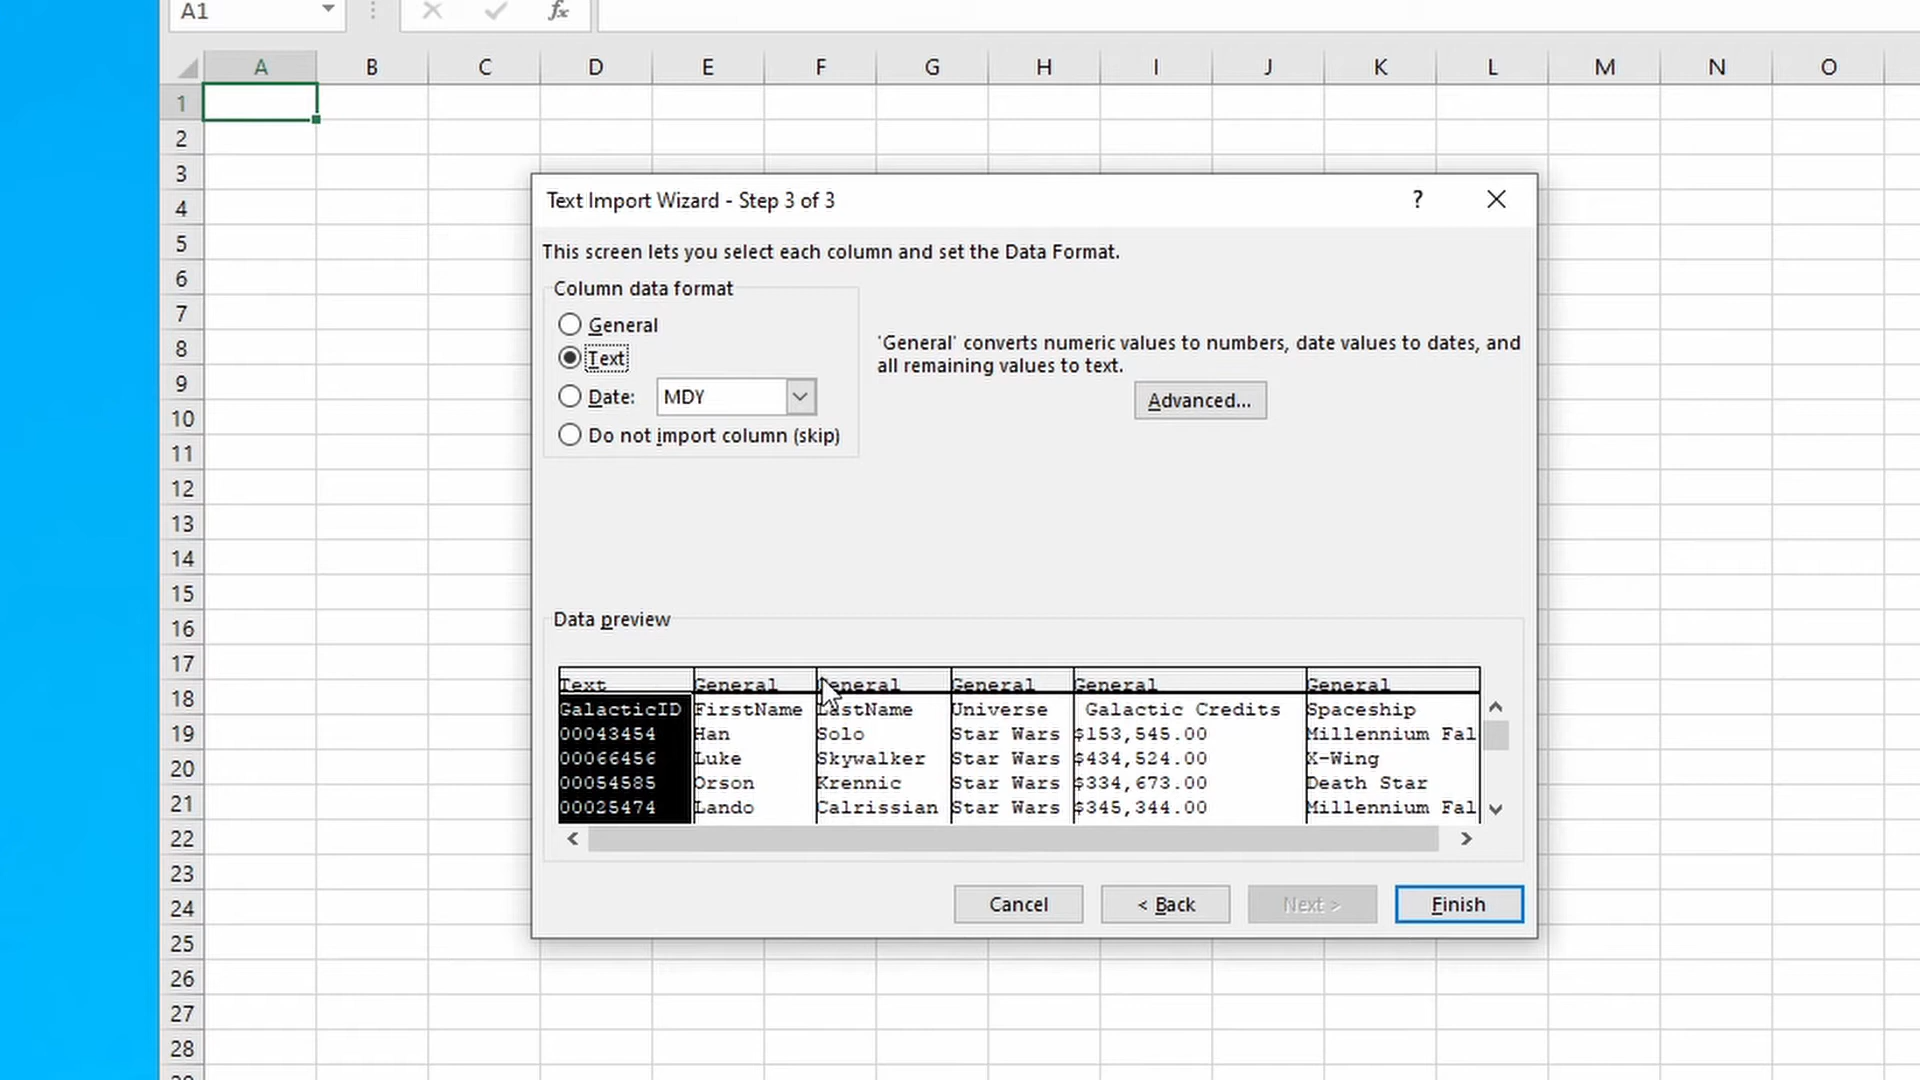 A1 fx
A B C D E F G H I J K L M N O
1
2
3
4
5
6
7
8
9
10
11
12
13
14
15
16
17
18
19
20
21
22
23
24
25
26
27
28
Text Import Wizard - Step 3 of 3 ?
This screen lets you select each column and set the Data Format.
Column data format
General
Text
Date: MDY
Do not import column (skip)
'General' converts numeric values to numbers, date values to dates, and
all remaining values to text.
Advanced...
Data preview
Text General General General General General
GalacticID FirstName LastName Universe Galactic Credits Spaceship
00043454 Han Solo Star Wars $153,545.00 Millennium Fal
00066456 Luke Skywalker Star Wars $434,524.00 X-Wing
00054585 Orson Krennic Star Wars $334,673.00 Death Star
00025474 Lando Calrissian Star Wars $345,344.00 Millennium Fal
Cancel < Back Next > Finish